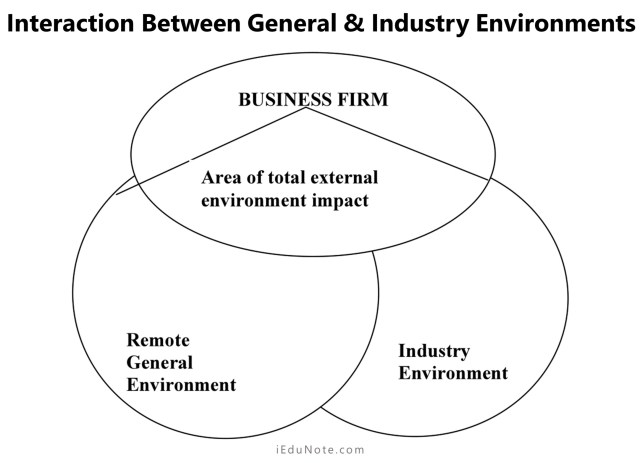 Interaction Between General & Industry Environments
BUSINESS FIRM
Area of total external
environment impact
Remote
General
Environment
Industry
Environment
iEduNote.com